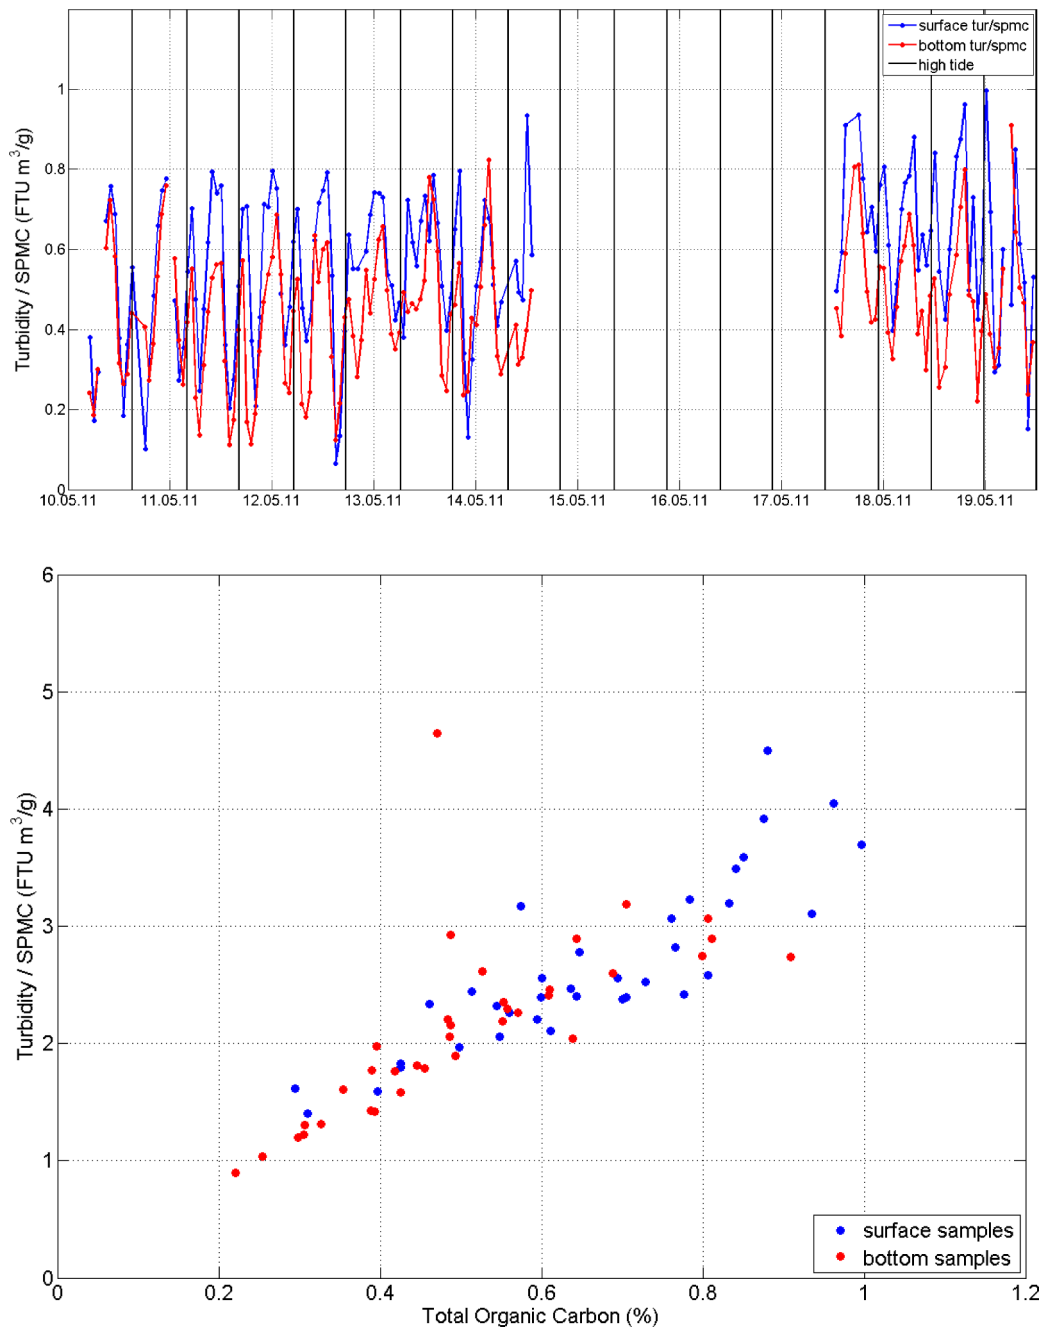 surface tur/spmc
bottom tur/spmc
high tide
Turbidity / SPMC (FTU m³/g)
1
0.8
0.6
0.4
0.2
0
10.05.11 11.05.11 12.05.11 13.05.11 14.05.11 15.05.11 16.05.11 17.05.11 18.05.11 19.05.11
Turbidity / SPMC (FTU m³/g)
6
5
4
3
2
1
0
surface samples
bottom samples
0 0.2 0.4 0.6 0.8 1 1.2
Total Organic Carbon (%)